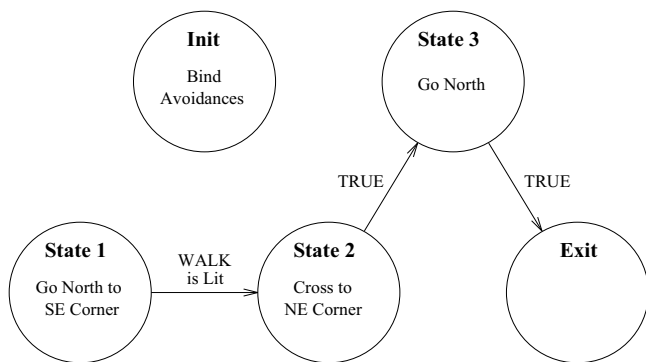 Init
Bind
Avoidances
State 3
Go North
TRUE
TRUE
State 1
Go North to
SE Corner
WALK
is Lit
State 2
Cross to
NE Corner
Exit